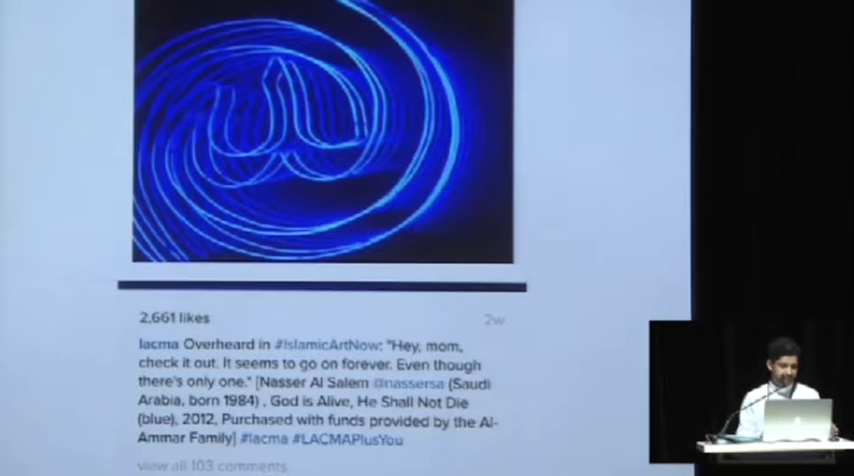 2,661 likes
2w
lacma Overheard in #IslamicArtNow: "Hey, mom,
check it out. It seems to go on forever. Even though
there's only one." [Nasser Al Salem @nassersa (Saudi
Arabia, born 1984) , God is Alive, He Shall Not Die
(blue), 2012, Purchased with funds provided by the Al-
Ammar Family] #lacma #LACMAPlusYou
view all 103 comments